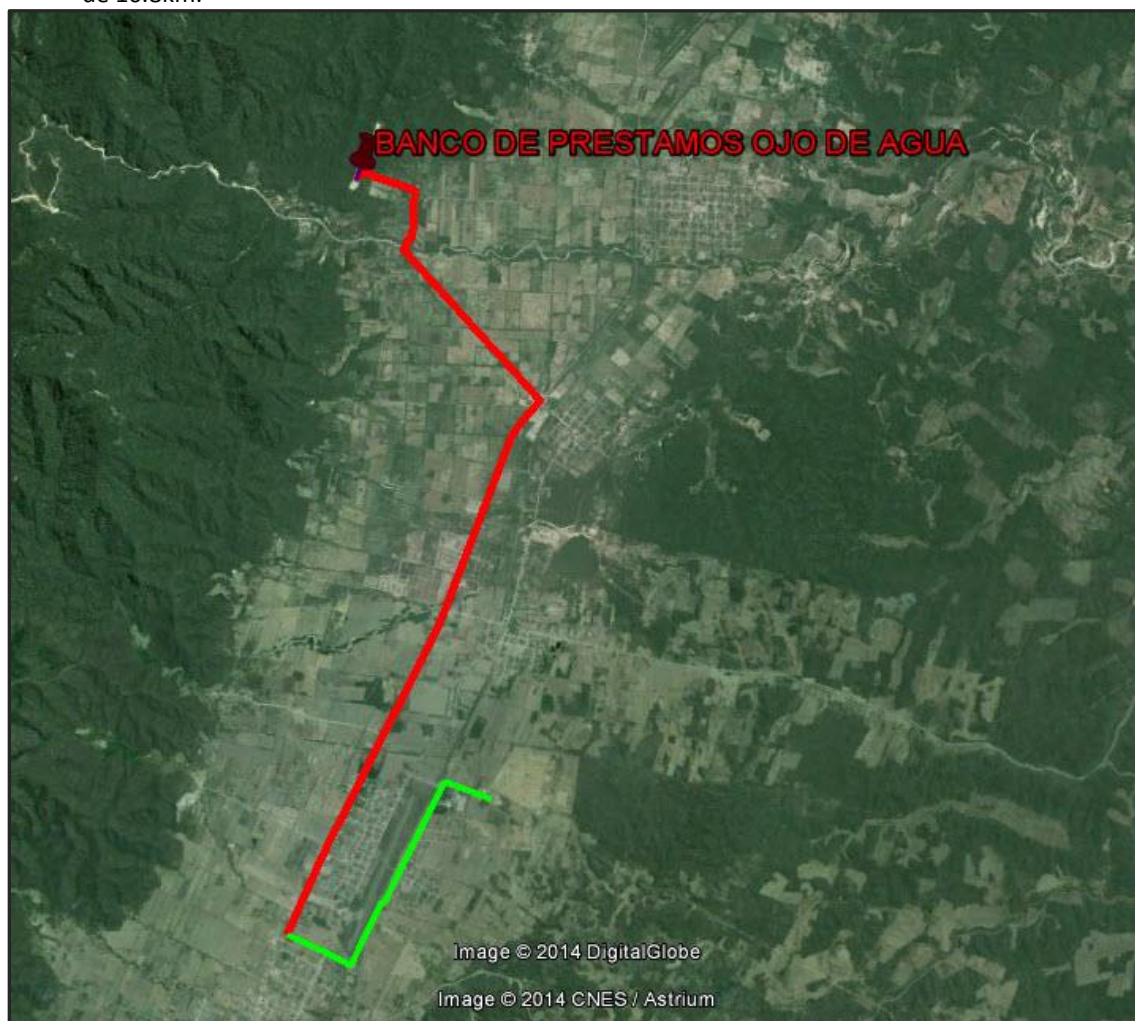 BANCO DE PRESTAMOS OJO DE AGUA
Image © 2014 DigitalGlobe
Image © 2014 CNES / Astrium